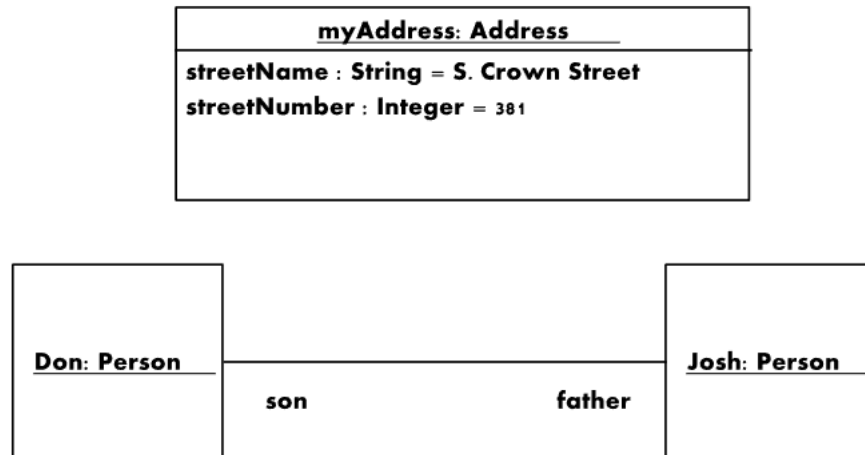 myAddress: Address
streetName : String = S. Crown Street
streetNumber : Integer = 381
Don: Person
Josh: Person
son
father